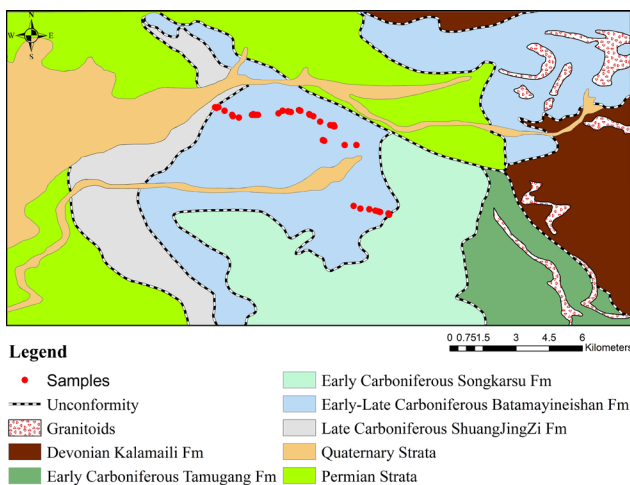 N
W E
S
0 0.751.5 3 4.5 6
Kilometers
Legend
Samples
Unconformity
Granitoids
Devonian Kalamaili Fm
Early Carboniferous Tamugang Fm
Early Carboniferous Songkarsu Fm
Early-Late Carboniferous Batamayineishan Fm
Late Carboniferous ShuangJingZi Fm
Quaternary Strata
Permian Strata